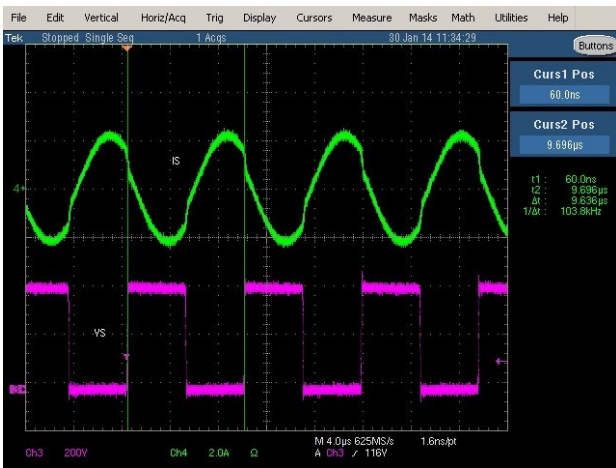 File Edit Vertical Horiz/Acq Trig Display Cursors Measure Masks Math Utilities Help
Tek Stopped Single Seq 1 Acqs 30 Jan 14 11:34:29 Buttons
Curs1 Pos
60.0ns
Curs2 Pos
9.696µs
IS
t1 : 60.0ns
t2 : 9.696µs
Δt : 9.636µs
1/Δt : 103.8kHz
4
VS
3
M 4.0µs 625MS/s 1.6ns/pt
Ch3 200V Ch4 2.0A Ω A Ch3 ∕ 116V